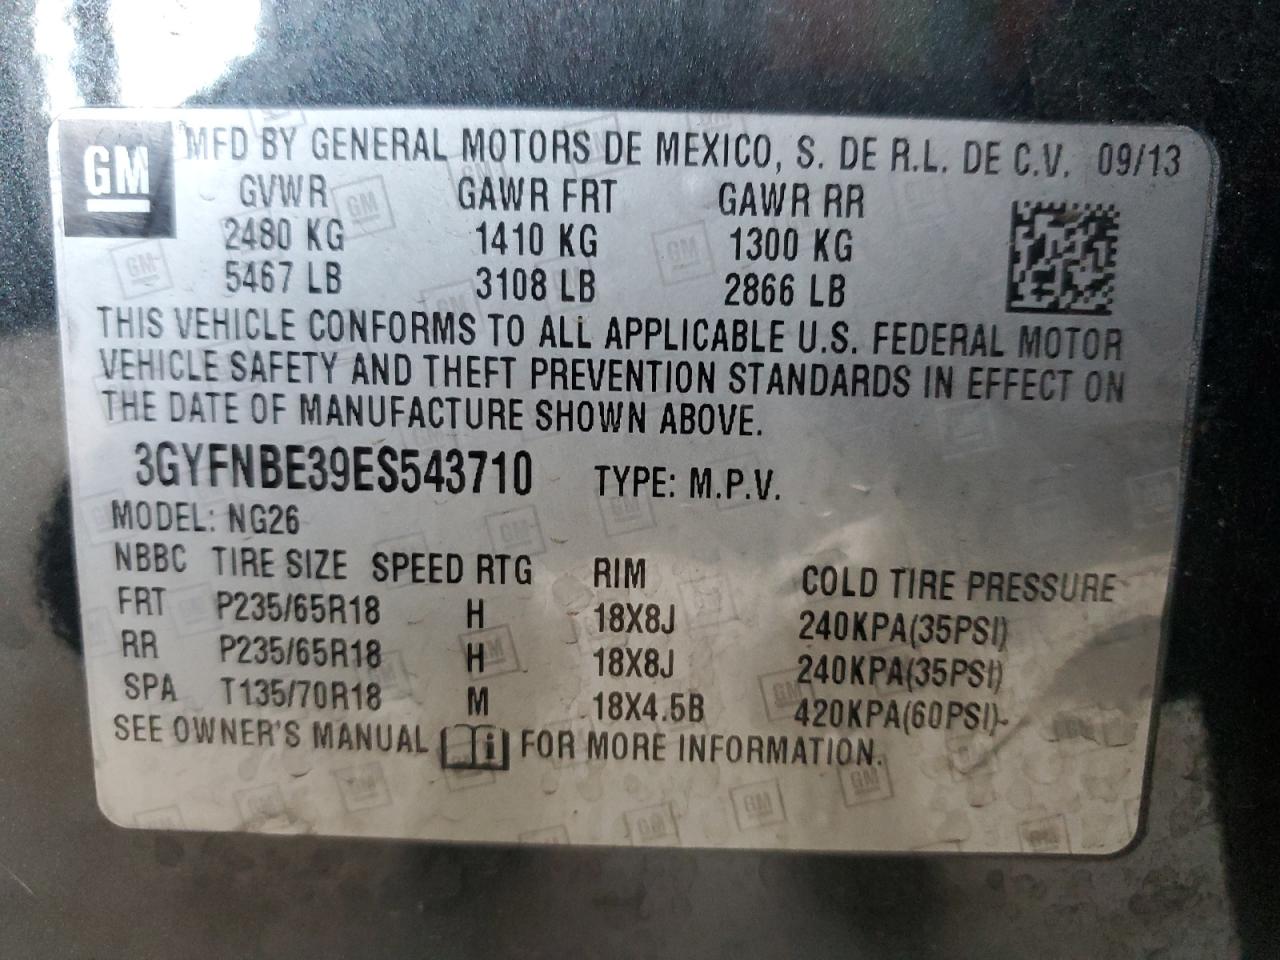 GM MFD BY GENERAL MOTORS DE MEXICO, S. DE R.L. DE C.V. 09/13
GVWR GAWR FRT GAWR RR
2480 KG 1410 KG 1300 KG
5467 LB 3108 LB 2866 LB
THIS VEHICLE CONFORMS TO ALL APPLICABLE U.S. FEDERAL MOTOR
VEHICLE SAFETY AND THEFT PREVENTION STANDARDS IN EFFECT ON
THE DATE OF MANUFACTURE SHOWN ABOVE.
3GYFNBE39ES543710 TYPE: M.P.V.
MODEL: NG26
NBBC TIRE SIZE SPEED RTG RIM COLD TIRE PRESSURE
FRT P235/65R18 H 18X8J 240KPA(35PSI)
RR P235/65R18 H 18X8J 240KPA(35PSI)
SPA T135/70R18 M 18X4.5B 420KPA(60PSI)
SEE OWNER'S MANUAL i FOR MORE INFORMATION.